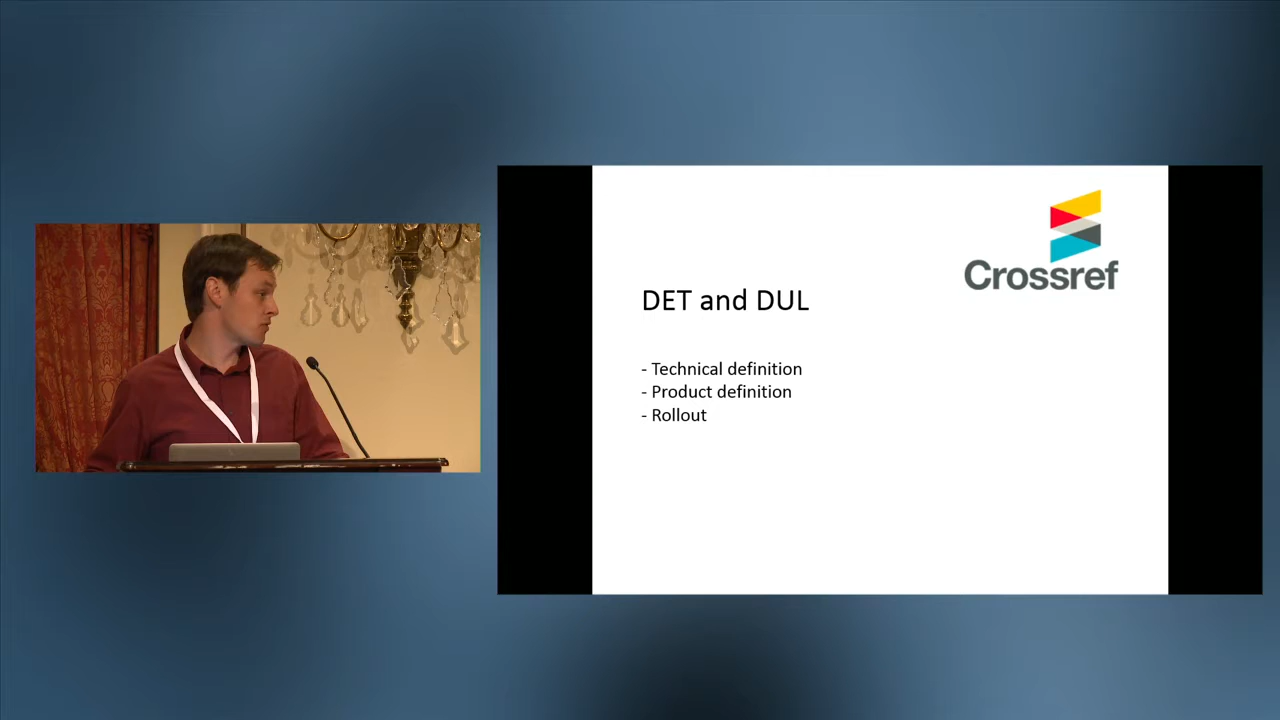 Crossref
DET and DUL
- Technical definition
- Product definition
- Rollout